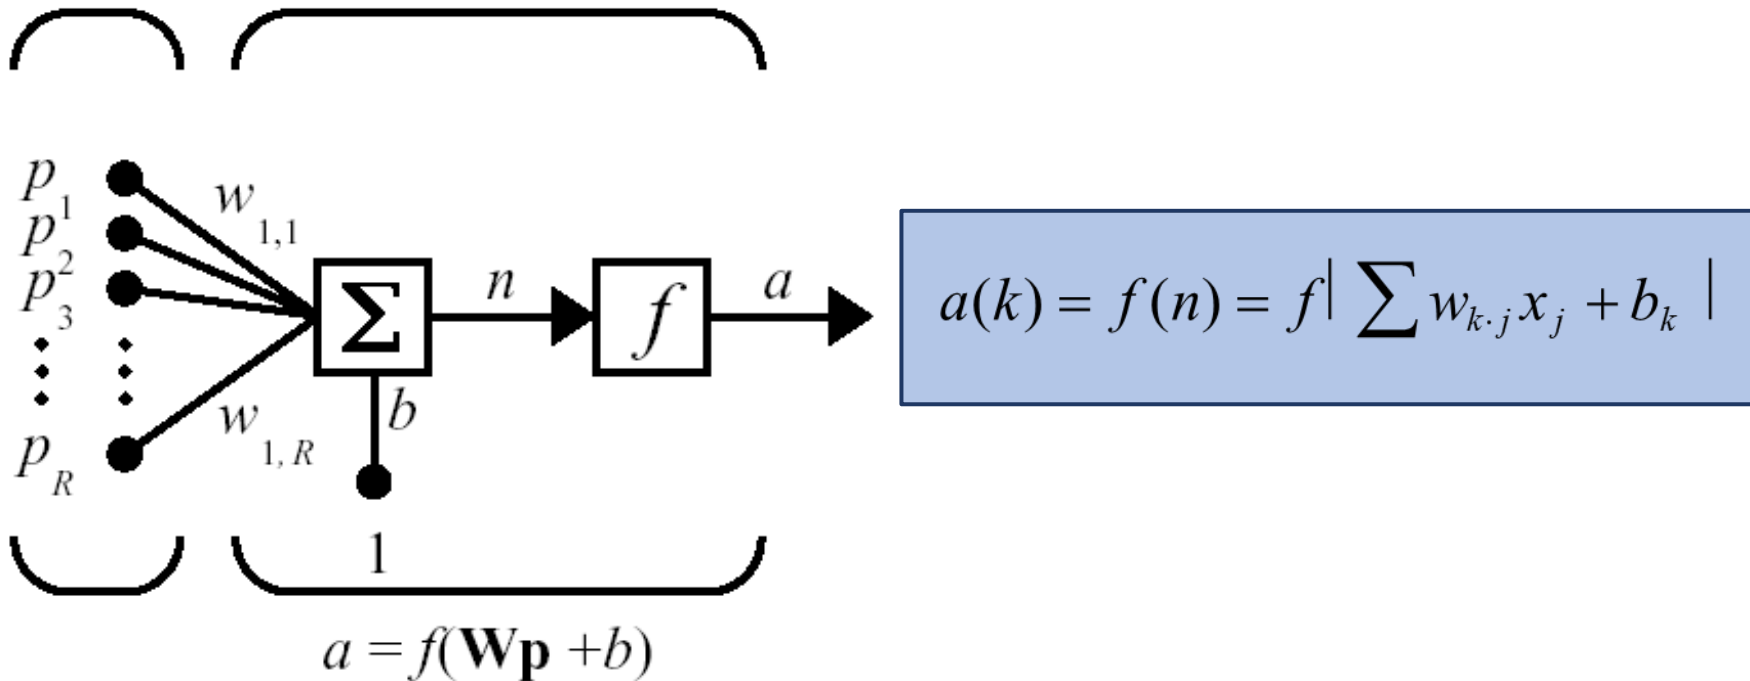 p1
p2
p3
pR
w1,1
w1,R
Σ
n
f
a
b
1
a = f(Wp +b)
a(k) = f(n) = f| ∑ wk.j xj + bk |